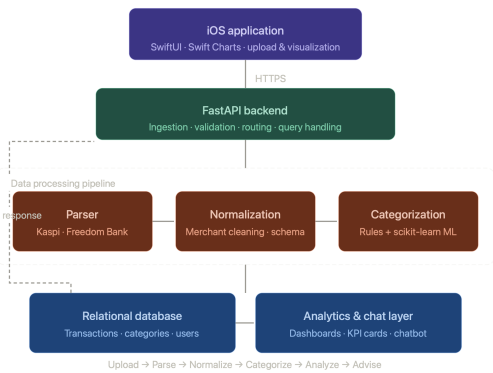 iOS application
SwiftUI · Swift Charts · upload & visualization
HTTPS
FastAPI backend
Ingestion · validation · routing · query handling
Data processing pipeline
response
Parser
Kaspi · Freedom Bank
Normalization
Merchant cleaning · schema
Categorization
Rules + scikit-learn ML
Relational database
Transactions · categories · users
Analytics & chat layer
Dashboards · KPI cards · chatbot
Upload → Parse → Normalize → Categorize → Analyze → Advise